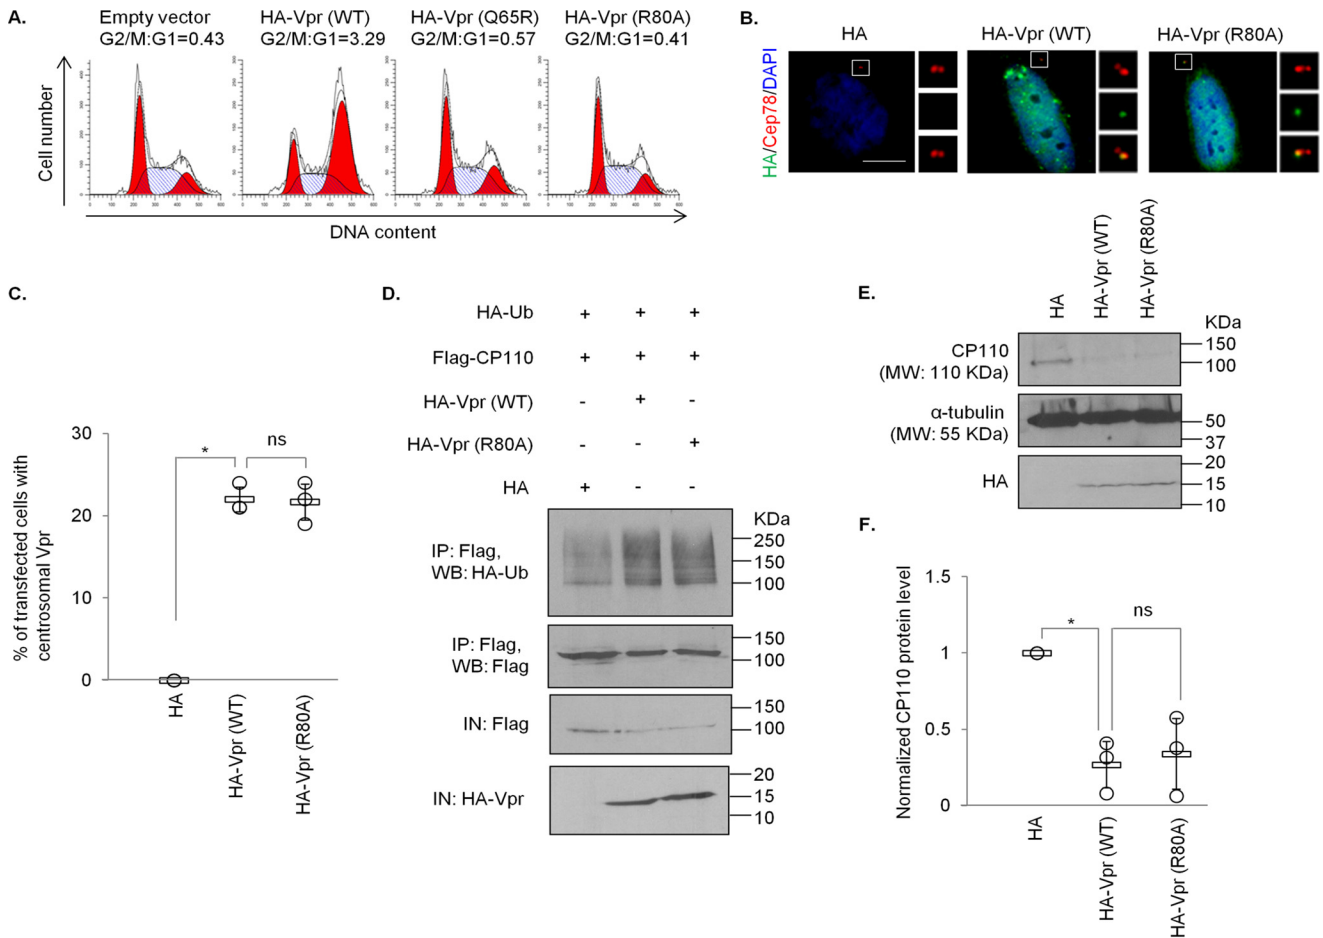 A.
Empty vector
G2/M:G1=0.43
HA-Vpr (WT)
G2/M:G1=3.29
HA-Vpr (Q65R)
G2/M:G1=0.57
HA-Vpr (R80A)
G2/M:G1=0.41
Cell number
DNA content
B.
HA
HA-Vpr (WT)
HA-Vpr (R80A)
HA/Cep78/DAPI
C.
% of transfected cells with
centrosomal Vpr
30
20
10
0
*
ns
HA
HA-Vpr (WT)
HA-Vpr (R80A)
D.
HA-Ub + + +
Flag-CP110 + + +
HA-Vpr (WT) - + -
HA-Vpr (R80A) - - +
HA + - -
KDa
IP: Flag,
WB: HA-Ub
250
150
100
IP: Flag,
WB: Flag
150
100
IN: Flag
150
100
IN: HA-Vpr
20
15
10
E.
HA
HA-Vpr (WT)
HA-Vpr (R80A)
KDa
CP110
(MW: 110 KDa)
150
100
α-tubulin
(MW: 55 KDa)
50
37
HA
20
15
10
F.
Normalized CP110 protein level
1.5
1
0.5
0
*
ns
HA
HA-Vpr (WT)
HA-Vpr (R80A)